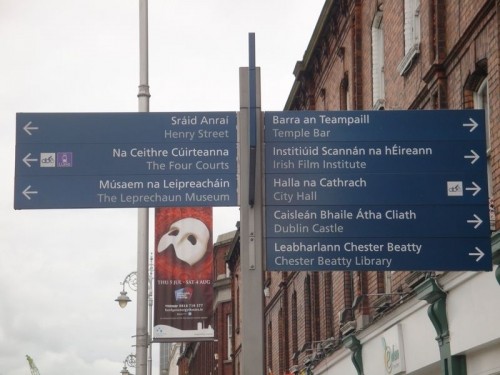 Sráid Anraí
Henry Street
Na Ceithre Cúirteanna
The Four Courts
Músaem na Leipreacháin
The Leprechaun Museum
Barra an Teampaill
Temple Bar
Institiúid Scannán na hÉireann
Irish Film Institute
Halla na Cathrach
City Hall
Caisleán Bhaile Átha Cliath
Dublin Castle
Leabharlann Chester Beatty
Chester Beatty Library